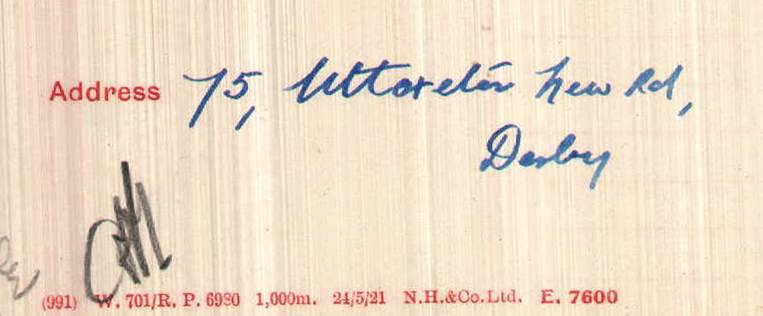 Address 75, Uttoxeter New Rd,
Derby
(991) W. 701/R. P. 6980 1,000m. 24/5/21 N.H.&Co.Ltd. E. 7600